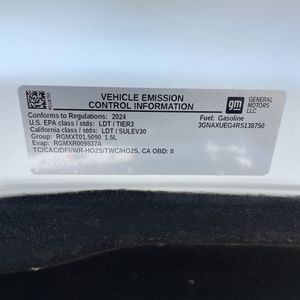 VEHICLE EMISSION
CONTROL INFORMATION
gm
GENERAL
MOTORS
LLC
Conforms to Regulations: 2024
U.S. EPA class / stds: LDT / TIER3
California class / stds: LDT / SULEV30
Group: RGMXT01.5090 1.5L
Evap: RGMXR009837A
TC/CAC/DFI/WR-HO2S/TWC/HO2S, CA OBD: II
Fuel: Gasoline
3GNAXUEG4RS138750